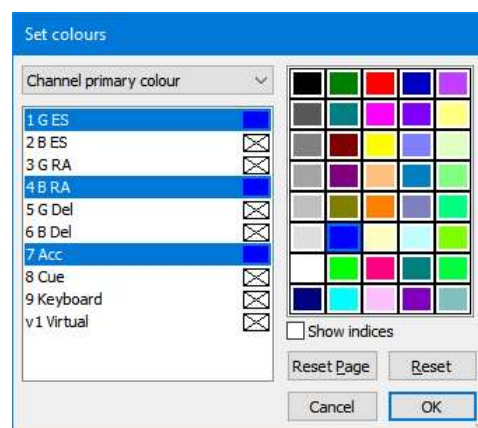 Set colours
Channel primary colour
1 G ES
2 B ES
3 G RA
4 B RA
5 G Del
6 B Del
7 Acc
8 Cue
9 Keyboard
v1 Virtual
Show indices
Reset Page
Reset
Cancel
OK